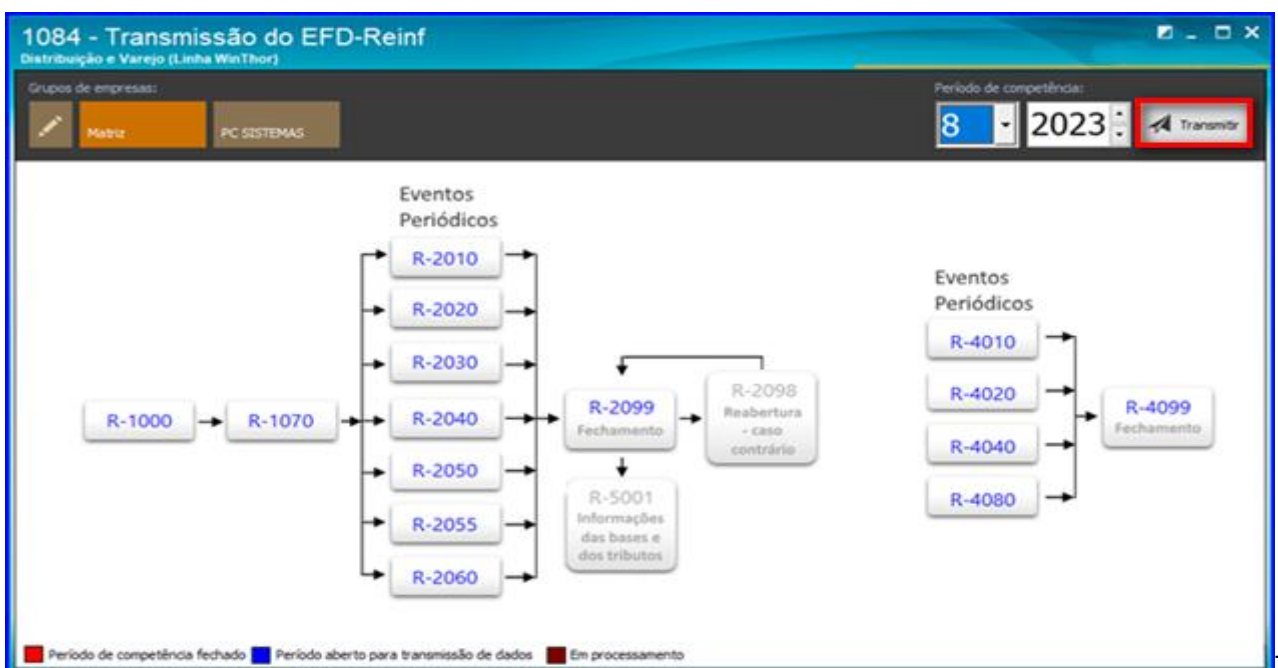 1084 - Transmissão do EFD-Reinf
Distribuição e Varejo (Linha WinThor)
Grupos de empresas:
Matriz
PC SISTEMAS
Período de competência:
8
2023
Transmitir
Eventos
Periódicos
R-2010
R-2020
R-2030
R-2040
R-2050
R-2055
R-2060
R-1000
R-1070
R-2099
Fechamento
R-2098
Reabertura
- caso
contrário
R-5001
Informações
das bases e
dos tributos
Eventos
Periódicos
R-4010
R-4020
R-4040
R-4080
R-4099
Fechamento
Período de competência fechado
Período aberto para transmissão de dados
Em processamento